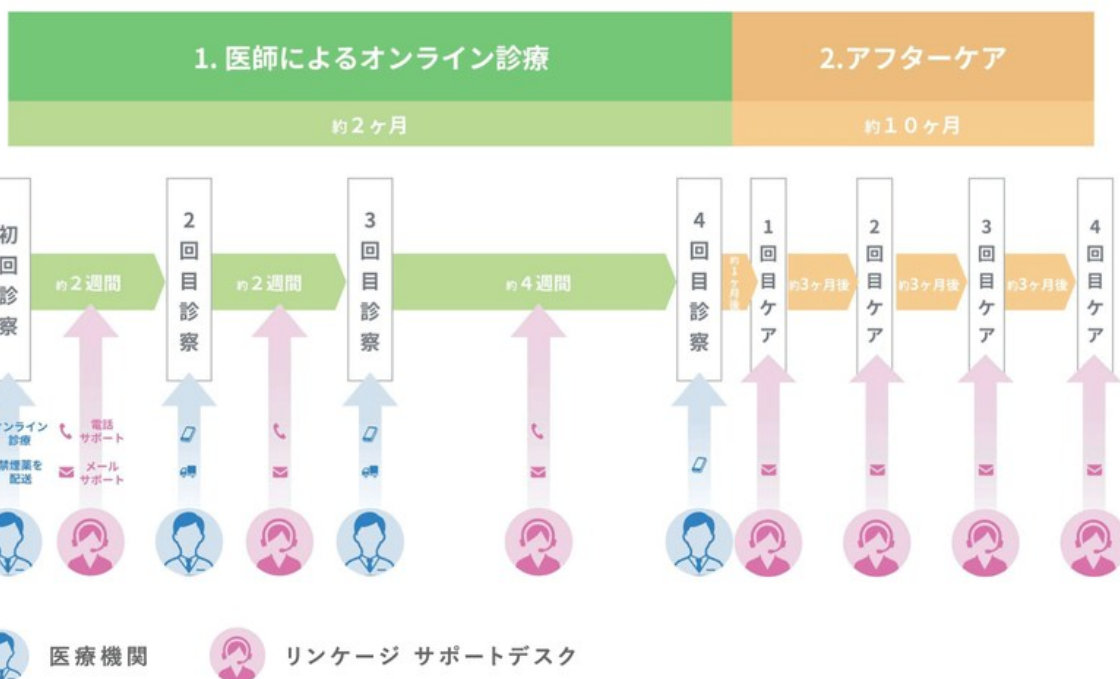 1. 医師によるオンライン診療
2.アフターケア
約2ヶ月
約10ヶ月
初回診察
約2週間
2回目診察
約2週間
3回目診察
約4週間
4回目診察
約1ヶ月後
1回目ケア
約3ヶ月後
2回目ケア
約3ヶ月後
3回目ケア
約3ヶ月後
4回目ケア
ンライン
診療
電話
サポート
禁煙薬を
配送
メール
サポート
医療機関
リンケージ サポートデスク